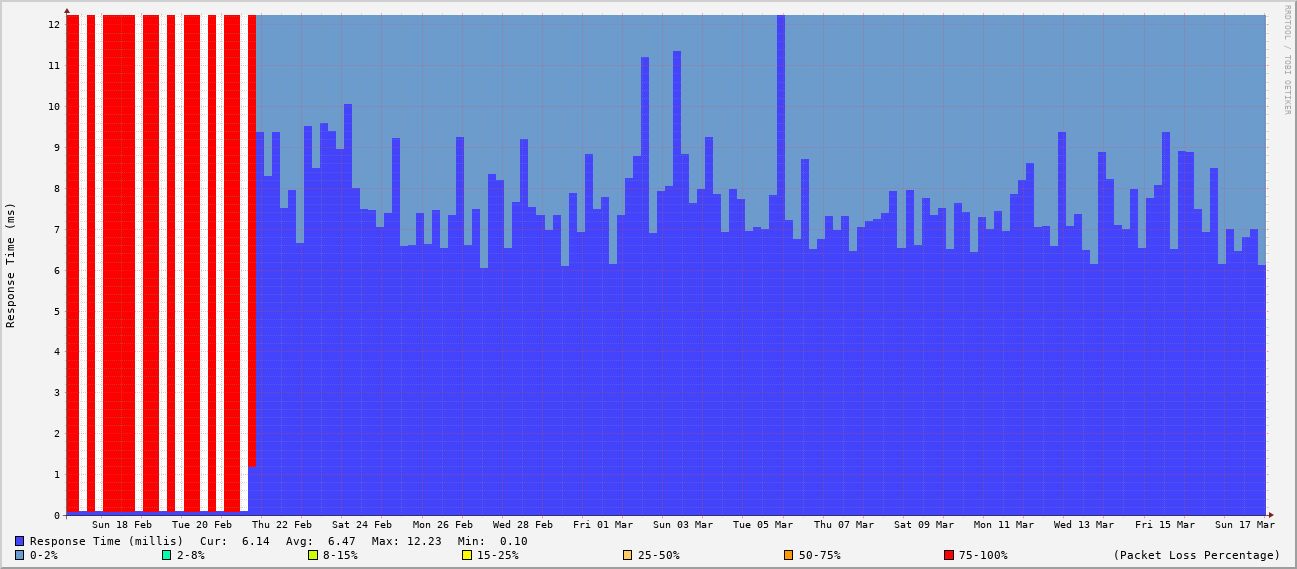 RRDTOOL / TOBI OETIKER
Response Time (ms)
12
11
10
9
8
7
6
5
4
3
2
1
0
Sun 18 Feb Tue 20 Feb Thu 22 Feb Sat 24 Feb Mon 26 Feb Wed 28 Feb Fri 01 Mar Sun 03 Mar Tue 05 Mar Thu 07 Mar Sat 09 Mar Mon 11 Mar Wed 13 Mar Fri 15 Mar Sun 17 Mar
Response Time (millis) Cur: 6.14 Avg: 6.47 Max: 12.23 Min: 0.10
0-2% 2-8% 8-15% 15-25% 25-50% 50-75% 75-100% (Packet Loss Percentage)